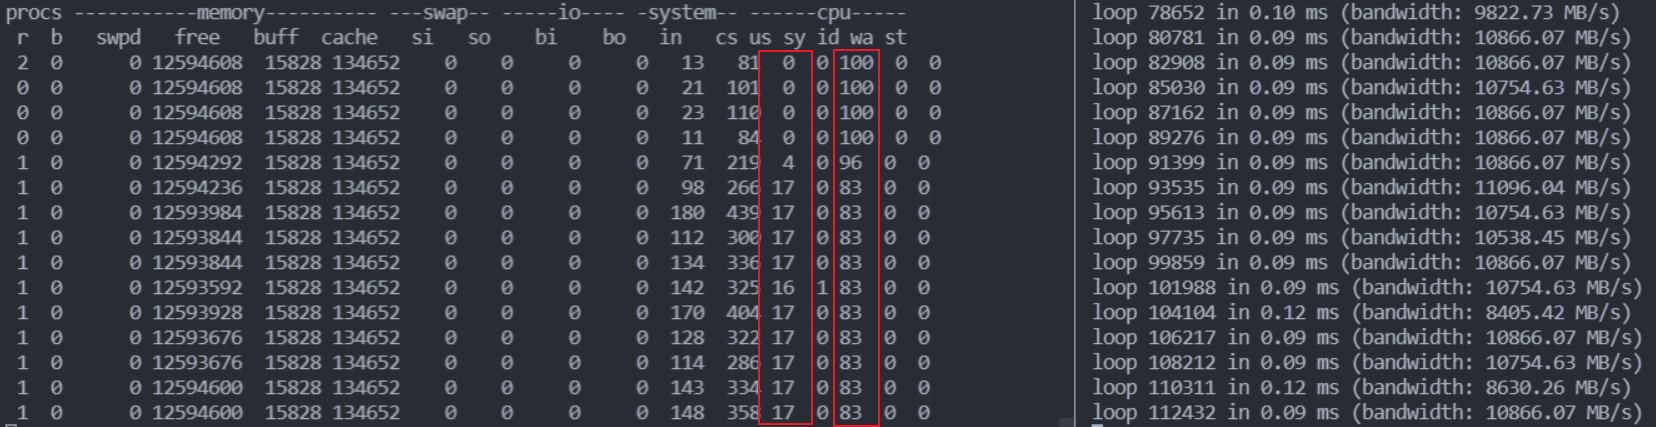 procs -----------memory---------- ---swap-- -----io---- -system-- ------cpu-----
r b swpd free buff cache si so bi bo in cs us sy id wa st
2 0 0 12594608 15828 134652 0 0 0 0 13 81 0 0 100 0 0
0 0 0 12594608 15828 134652 0 0 0 0 21 101 0 0 100 0 0
0 0 0 12594608 15828 134652 0 0 0 0 23 110 0 0 100 0 0
0 0 0 12594608 15828 134652 0 0 0 0 11 84 0 0 100 0 0
1 0 0 12594292 15828 134652 0 0 0 0 71 219 4 0 96 0 0
1 0 0 12594236 15828 134652 0 0 0 0 98 266 17 0 83 0 0
1 0 0 12593984 15828 134652 0 0 0 0 180 439 17 0 83 0 0
1 0 0 12593844 15828 134652 0 0 0 0 112 300 17 0 83 0 0
1 0 0 12593844 15828 134652 0 0 0 0 134 336 17 0 83 0 0
1 0 0 12593592 15828 134652 0 0 0 0 142 325 16 1 83 0 0
1 0 0 12593928 15828 134652 0 0 0 0 170 404 17 0 83 0 0
1 0 0 12593676 15828 134652 0 0 0 0 128 322 17 0 83 0 0
1 0 0 12593676 15828 134652 0 0 0 0 114 286 17 0 83 0 0
1 0 0 12594600 15828 134652 0 0 0 0 143 334 17 0 83 0 0
1 0 0 12594600 15828 134652 0 0 0 0 148 358 17 0 83 0 0
loop 78652 in 0.10 ms (bandwidth: 9822.73 MB/s)
loop 80781 in 0.09 ms (bandwidth: 10866.07 MB/s)
loop 82908 in 0.09 ms (bandwidth: 10866.07 MB/s)
loop 85030 in 0.09 ms (bandwidth: 10754.63 MB/s)
loop 87162 in 0.09 ms (bandwidth: 10866.07 MB/s)
loop 89276 in 0.09 ms (bandwidth: 10866.07 MB/s)
loop 91399 in 0.09 ms (bandwidth: 10866.07 MB/s)
loop 93535 in 0.09 ms (bandwidth: 11096.04 MB/s)
loop 95613 in 0.09 ms (bandwidth: 10754.63 MB/s)
loop 97735 in 0.09 ms (bandwidth: 10538.45 MB/s)
loop 99859 in 0.09 ms (bandwidth: 10866.07 MB/s)
loop 101988 in 0.09 ms (bandwidth: 10754.63 MB/s)
loop 104104 in 0.12 ms (bandwidth: 8405.42 MB/s)
loop 106217 in 0.09 ms (bandwidth: 10866.07 MB/s)
loop 108212 in 0.09 ms (bandwidth: 10754.63 MB/s)
loop 110311 in 0.12 ms (bandwidth: 8630.26 MB/s)
loop 112432 in 0.09 ms (bandwidth: 10866.07 MB/s)